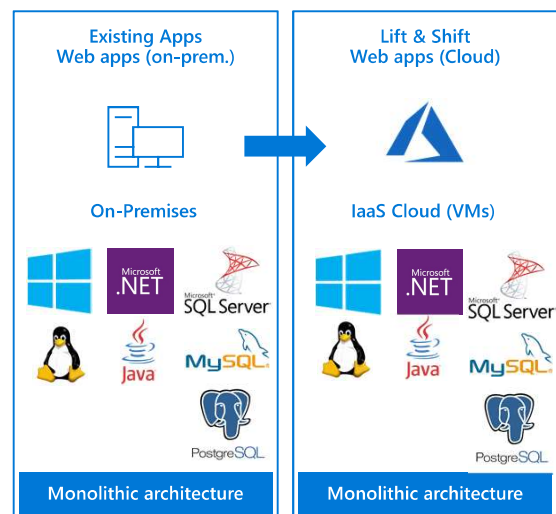 Existing Apps
Web apps (on-prem.)
On-Premises
Microsoft
.NET
Microsoft®
SQL Server
Java
MySQL®
PostgreSQL
Monolithic architecture
Lift & Shift
Web apps (Cloud)
IaaS Cloud (VMs)
Microsoft
.NET
Microsoft®
SQL Server
Java
MySQL®
PostgreSQL
Monolithic architecture